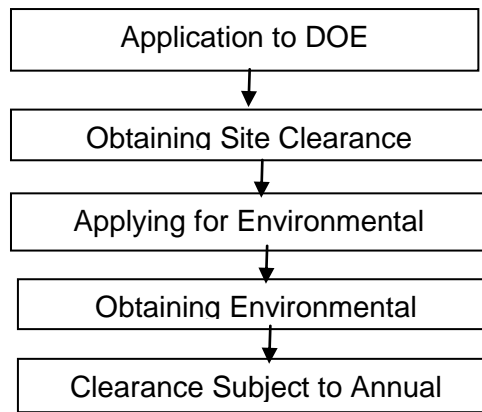 Application to DOE
Obtaining Site Clearance
Applying for Environmental
Obtaining Environmental
Clearance Subject to Annual